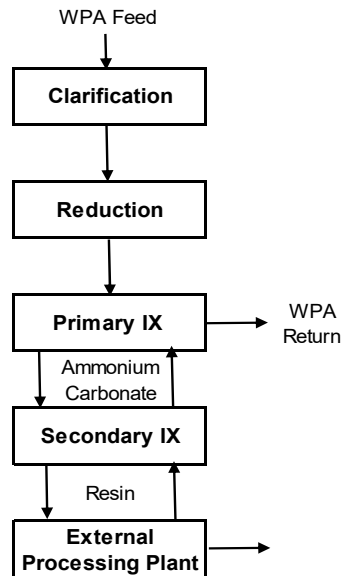 WPA Feed
Clarification
Reduction
Primary IX
WPA
Return
Ammonium
Carbonate
Secondary IX
Resin
External
Processing Plant